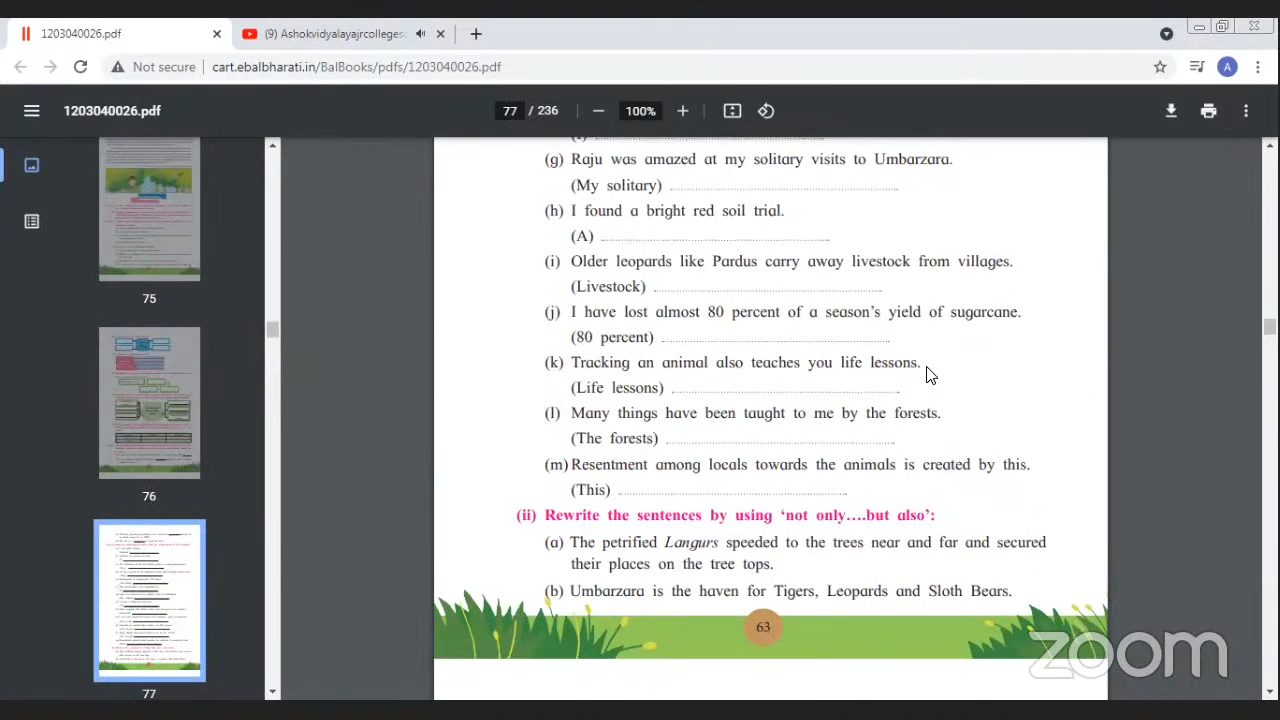 1203040026.pdf
(9) Ashokvidyalayajrcolleges
Not secure
cart.ebalbharati.in/BalBooks/pdfs/1203040026.pdf
A
1203040026.pdf
77 / 236
100%
75
76
77
(g) Raju was amazed at my solitary visits to Umbarzara.
(My solitary)
(h) I found a bright red soil trial.
(A)
(i) Older leopards like Pardus carry away livestock from villages.
(Livestock)
(j) I have lost almost 80 percent of a season's yield of sugarcane.
(80 percent)
(k) Tracking an animal also teaches you life lessons.
(Life lessons)
(l) Many things have been taught to me by the forests.
(The forests)
(m) Resentment among locals towards the animals is created by this.
(This)
(ii) Rewrite the sentences by using 'not only....but also':
(a) The petrified Langurs speeded to the trees near and far and secured
their places on the tree tops.
Umbarzara is the haven for Tigers, Leopards and Sloth Bears.
63
zoom